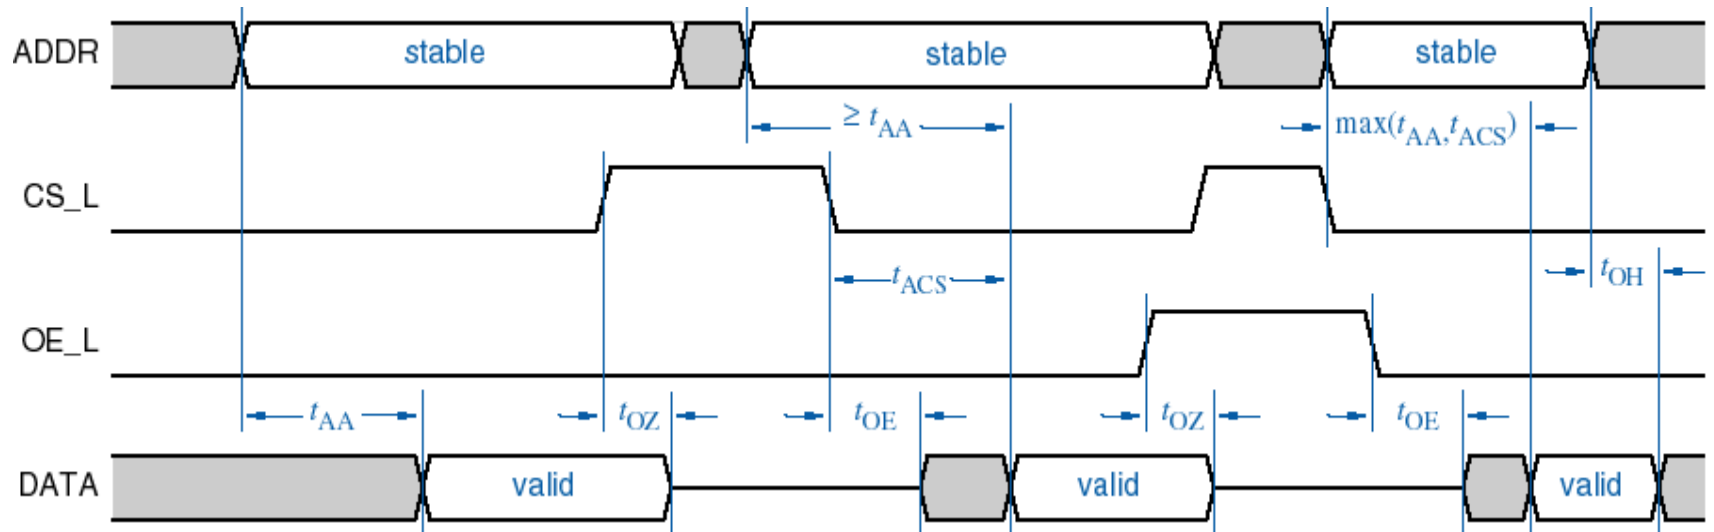 ADDR stable stable stable
≥ tAA max(tAA,tACS)
CS_L
tACS tOH
OE_L
tAA tOZ tOE tOZ tOE
DATA valid valid valid